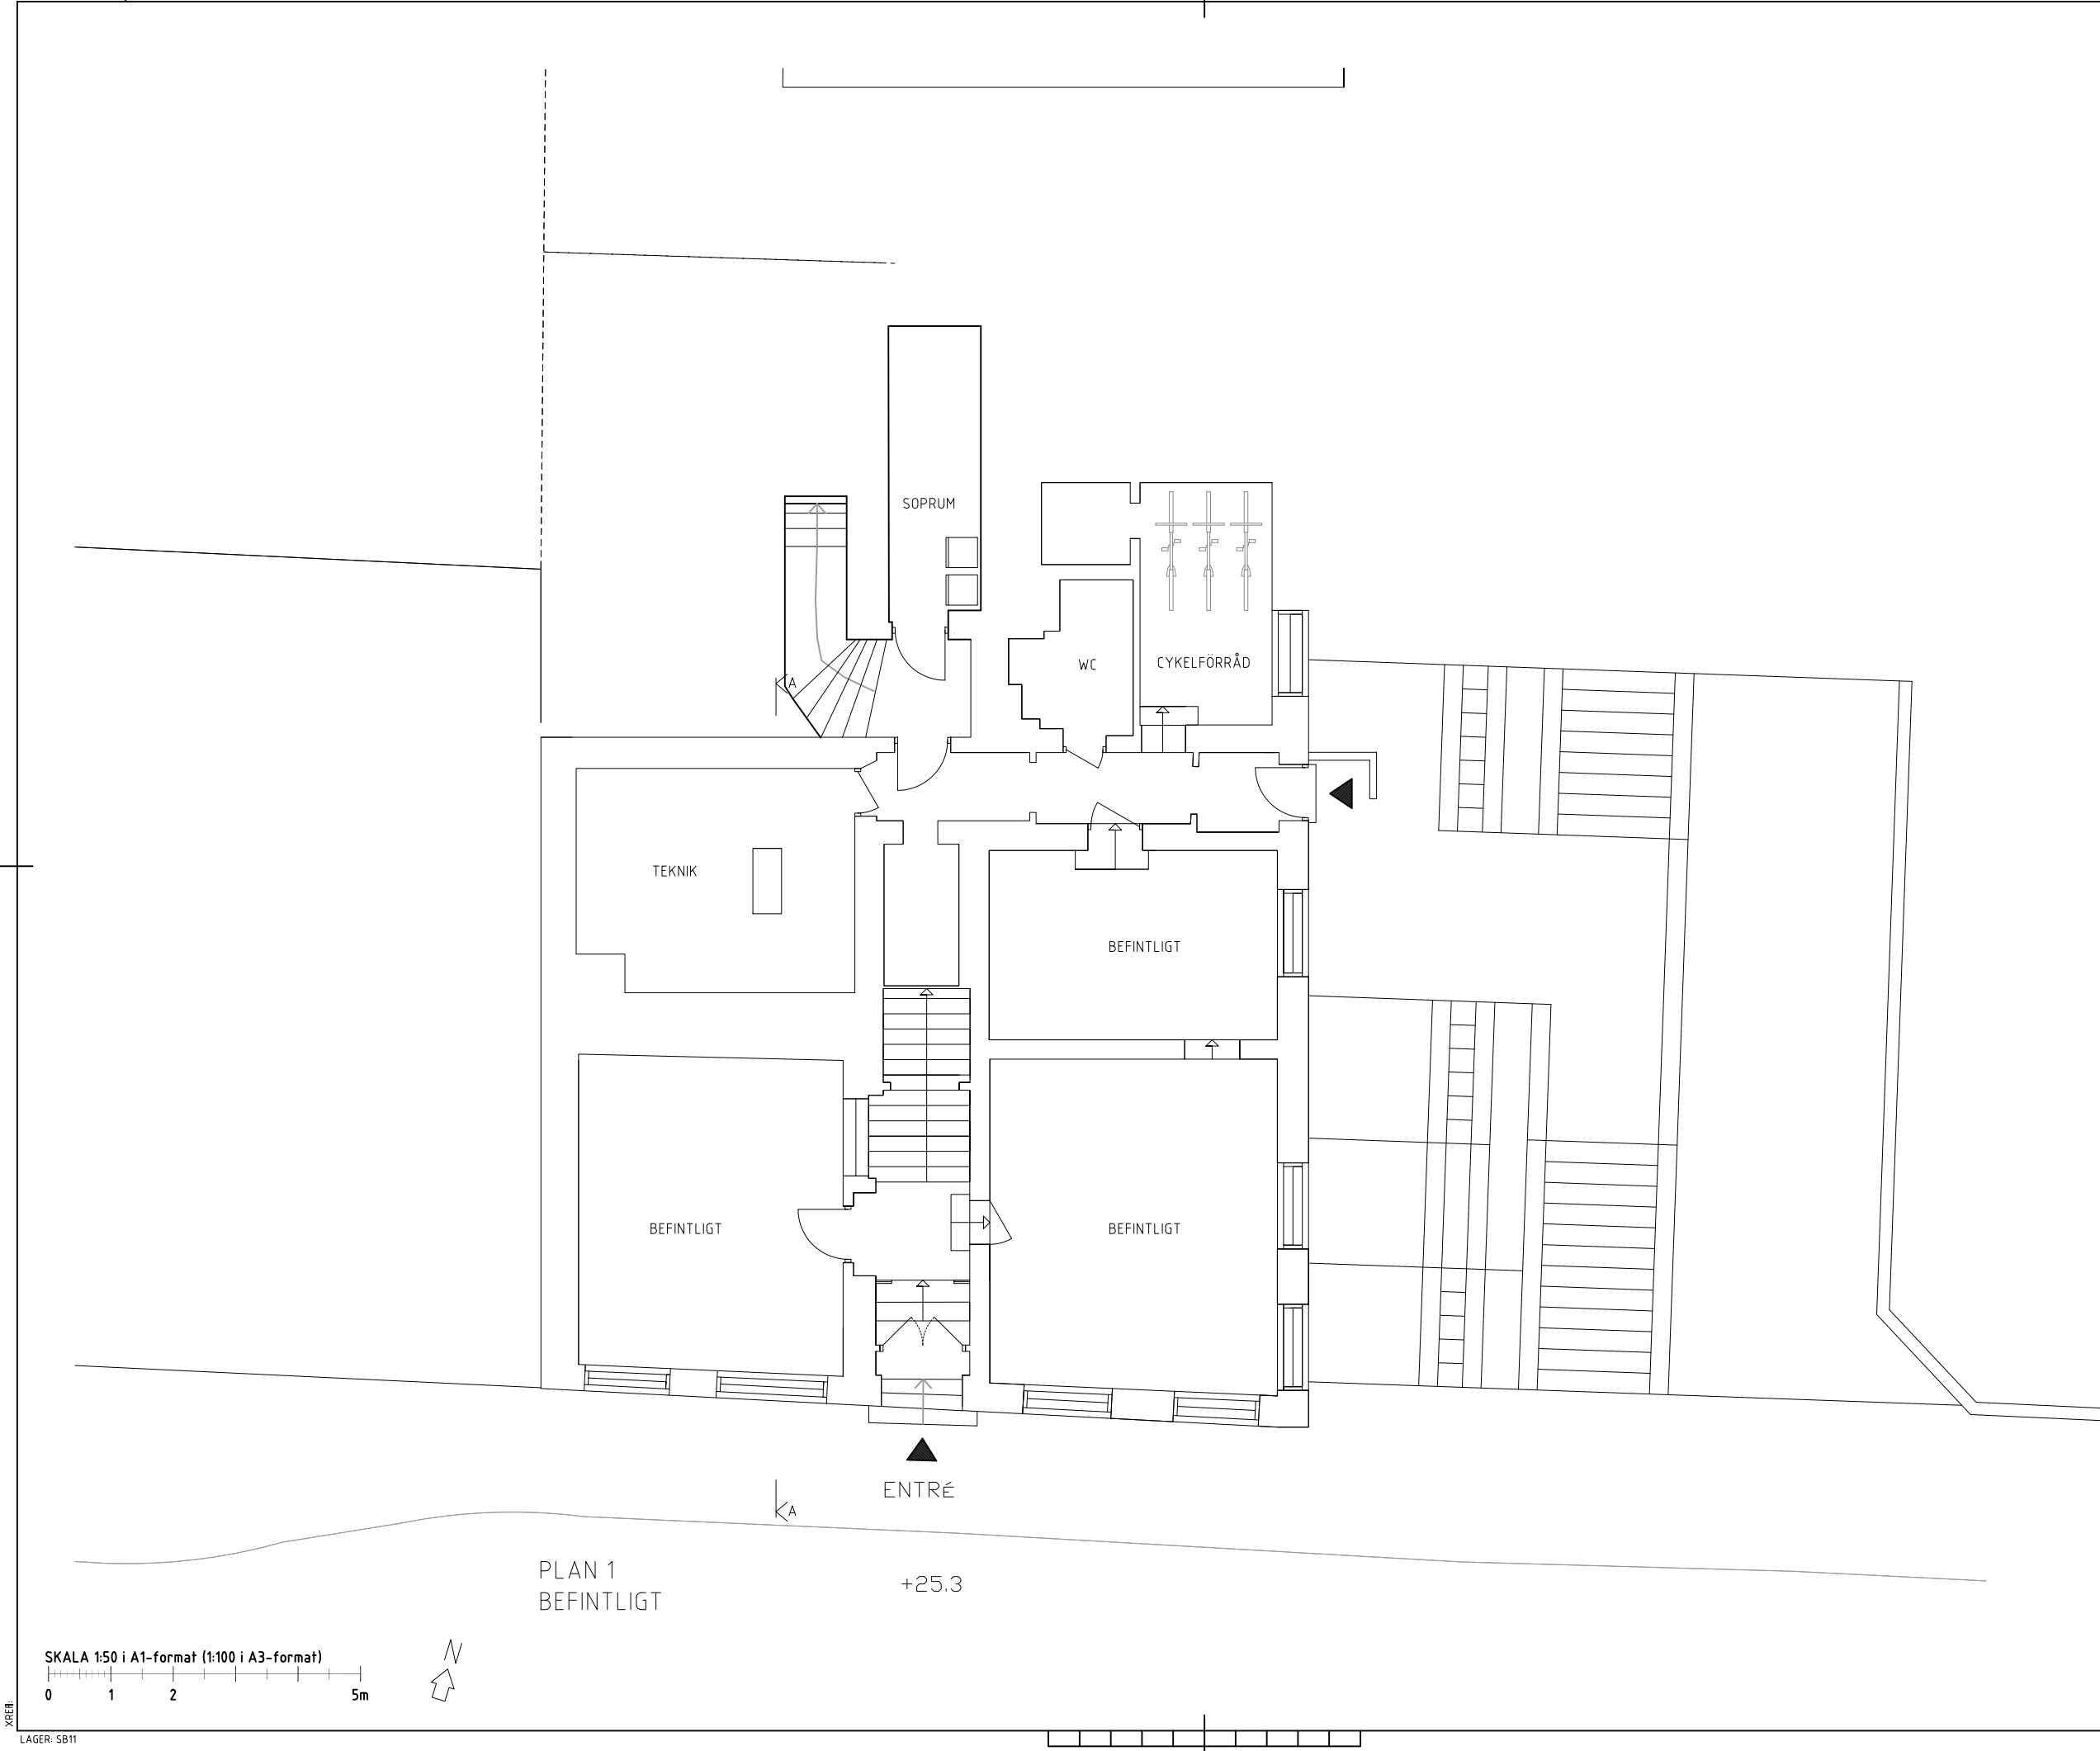 SOPRUM
WC
CYKELFÖRRÅD
A
TEKNIK
BEFINTLIGT
BEFINTLIGT
BEFINTLIGT
ENTRÉ
A
PLAN 1
BEFINTLIGT
+25.3
SKALA 1:50 i A1-format (1:100 i A3-format)
0 1 2 5m
N
LAGER: SB11